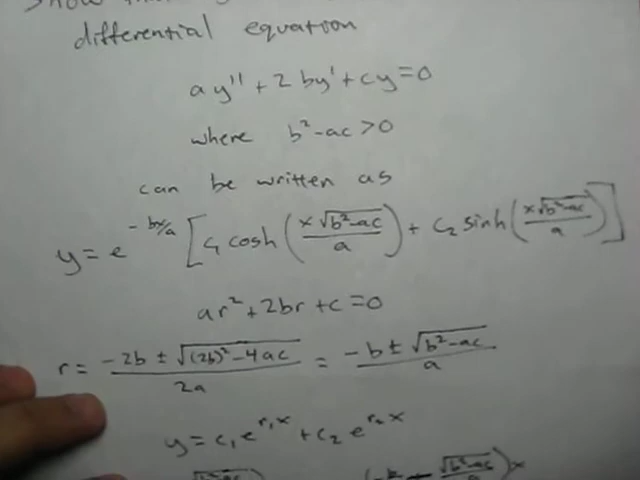 Show
differential equation
ay'' + 2by' + cy = 0
where b² - ac > 0
can be written as
y = e^(-bx/a) [c₁ cosh (x√(b²-ac)/a) + c₂ sinh (x√(b²-ac)/a)]
ar² + 2br + c = 0
r = (-2b ± √((2b)² - 4ac))/2a = (-b ± √(b²-ac))/a
y = c₁e^(r₁x) + c₂e^(r₂x)